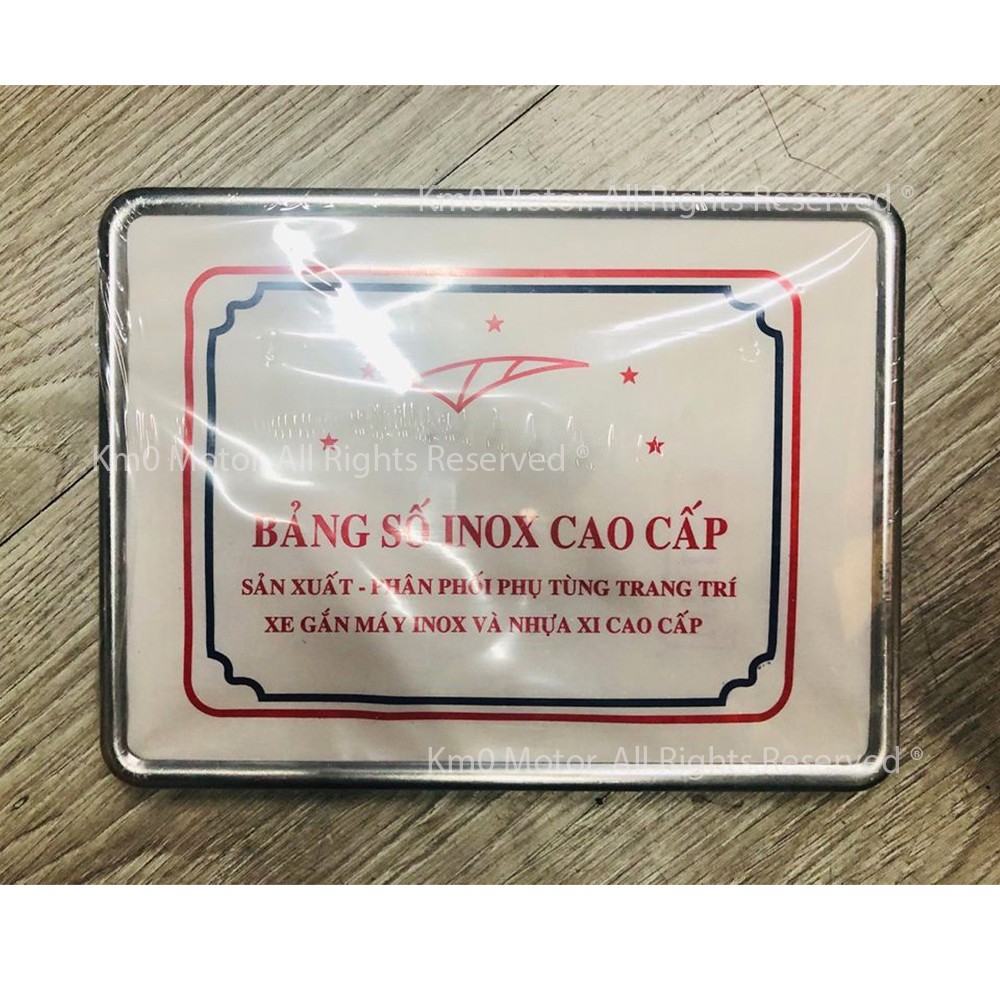 Km0 Motor. All Rights Reserved ®
Km0 Motor. All Rights Reserved ®
BẢNG SỐ INOX CAO CẤP
SẢN XUẤT - PHÂN PHỐI PHỤ TÙNG TRANG TRÍ
XE GẮN MÁY INOX VÀ NHỰA XI CAO CẤP
Km0 Motor. All Rights Reserved ®